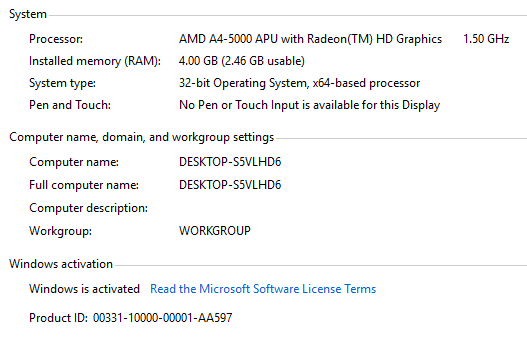 System
Processor: AMD A4-5000 APU with Radeon(TM) HD Graphics 1.50 GHz
Installed memory (RAM): 4.00 GB (2.46 GB usable)
System type: 32-bit Operating System, x64-based processor
Pen and Touch: No Pen or Touch Input is available for this Display
Computer name, domain, and workgroup settings
Computer name: DESKTOP-S5VLHD6
Full computer name: DESKTOP-S5VLHD6
Computer description:
Workgroup: WORKGROUP
Windows activation
Windows is activated Read the Microsoft Software License Terms
Product ID: 00331-10000-00001-AA597